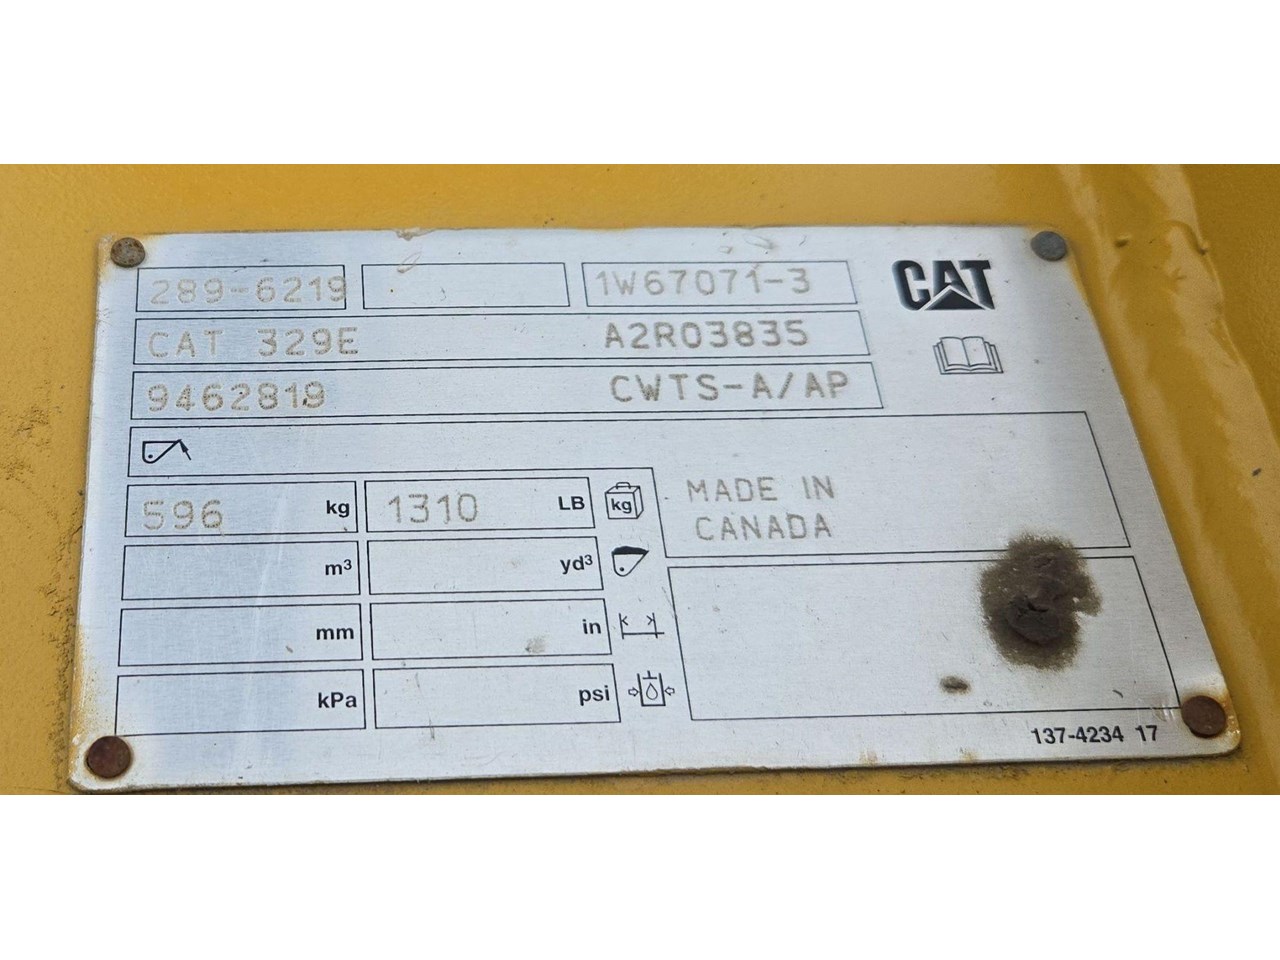 289-6219 1W67071-3 CAT
CAT 329E A2R03835
9462819 CWTS-A/AP
596 kg 1310 LB kg
MADE IN
CANADA
m³ yd³
mm in
kPa psi
137-4234 17